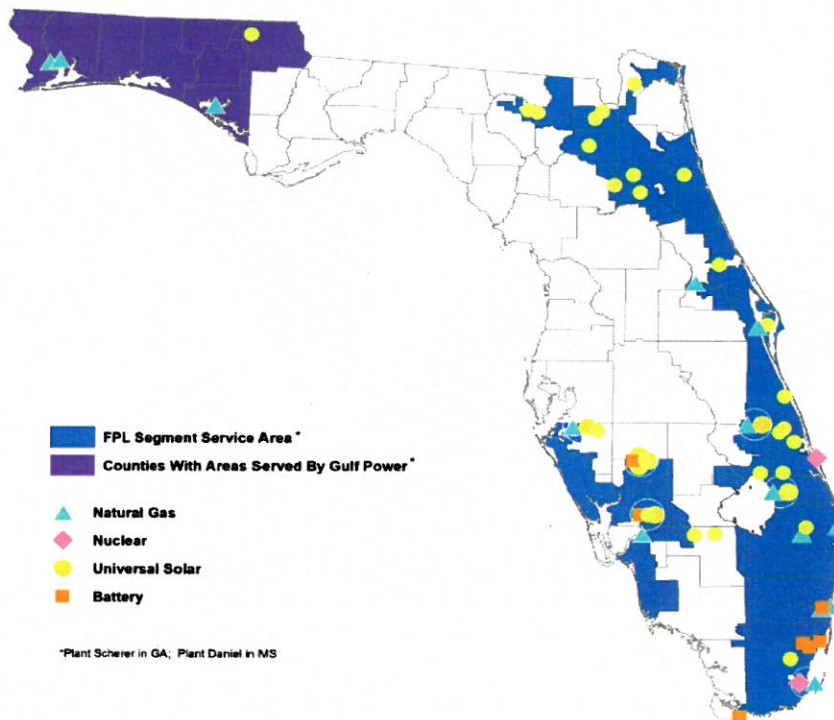 FPL Segment Service Area *
Counties With Areas Served By Gulf Power*
Natural Gas
Nuclear
Universal Solar
Battery
*Plant Scherer in GA; Plant Daniel in MS